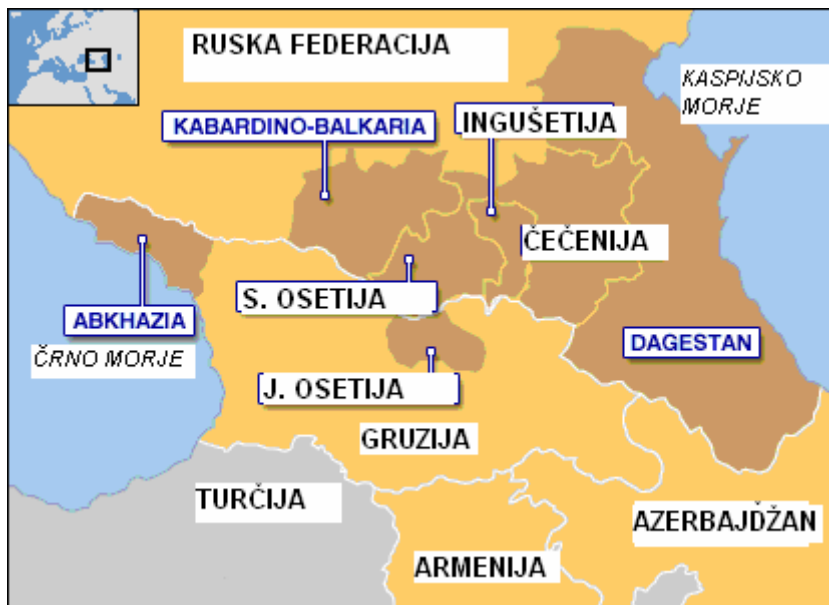 RUSKA FEDERACIJA
KASPIJSKO
MORJE
KABARDINO-BALKARIA
INGUŠETIJA
ČEČENIJA
S. OSETIJA
ABKHAZIA
ČRNO MORJE
DAGESTAN
J. OSETIJA
GRUZIJA
TURČIJA
AZERBAJDŽAN
ARMENIJA